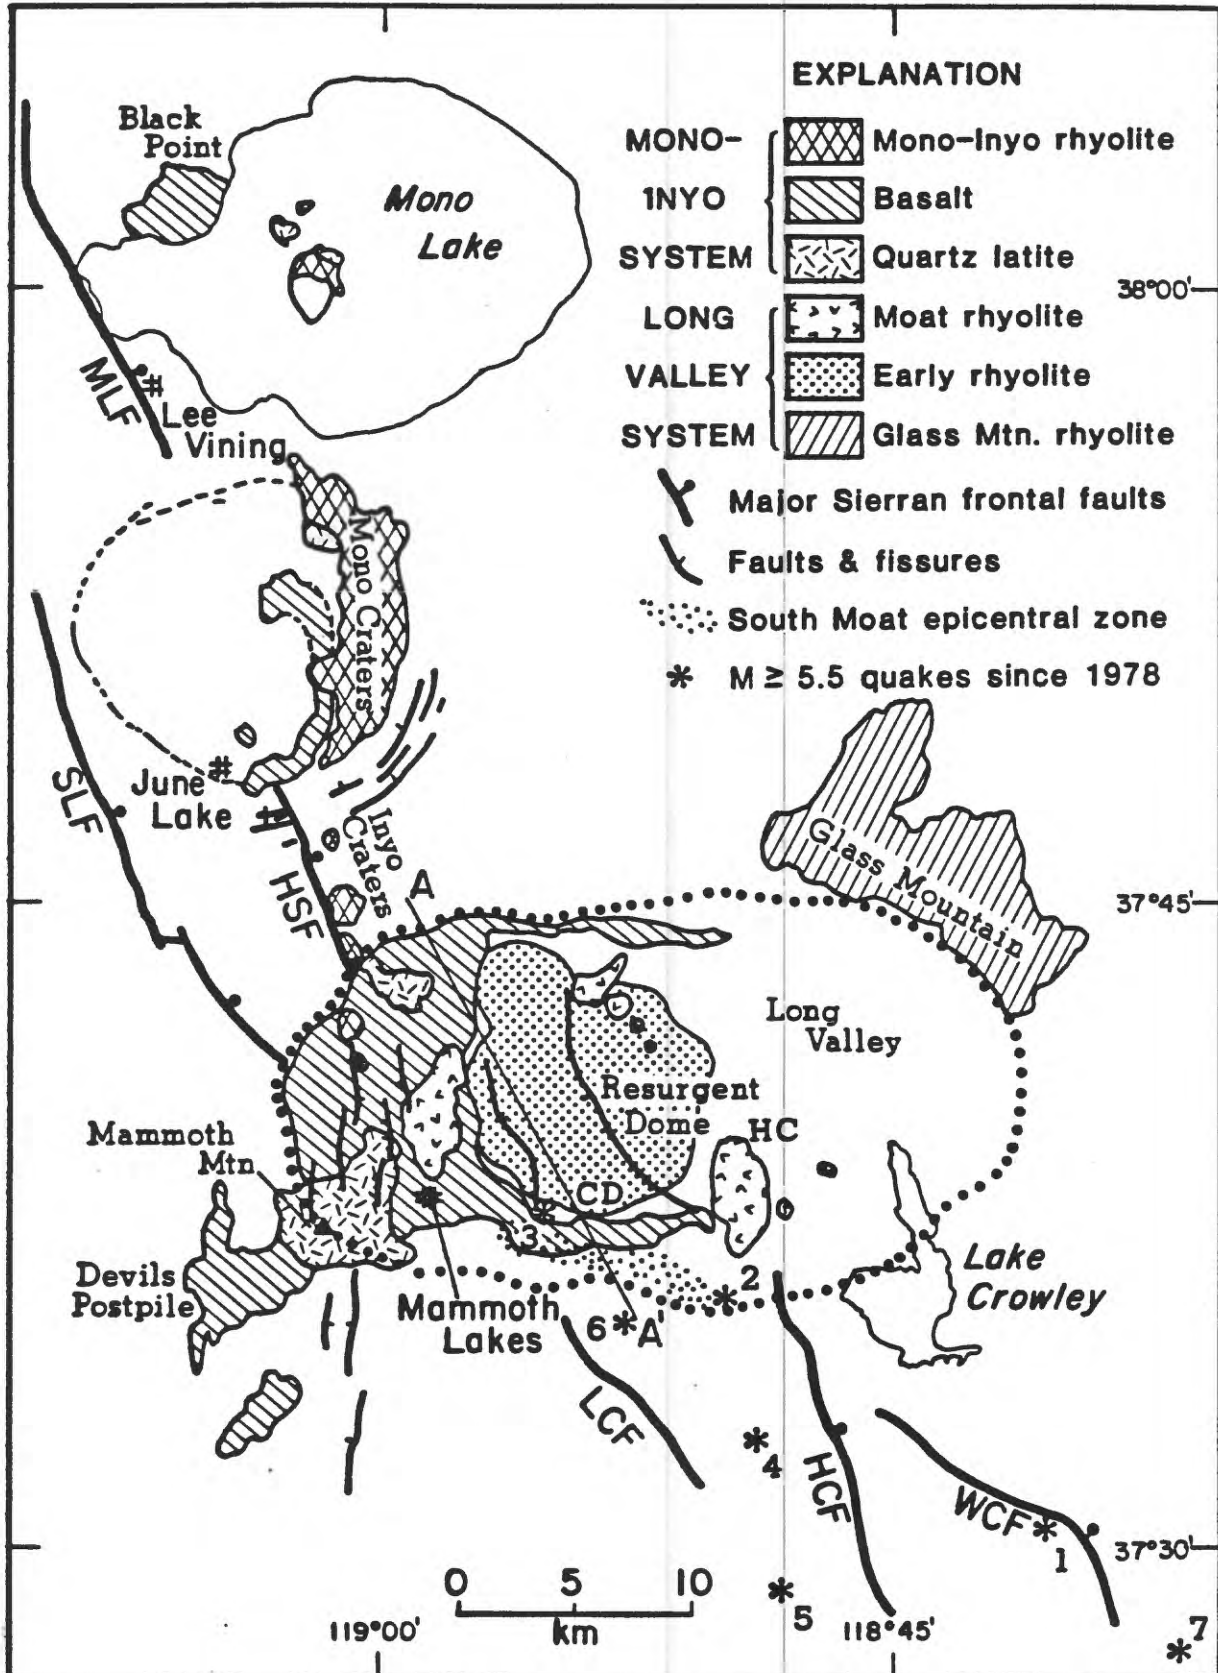 EXPLANATION
MONO-
1NYO
SYSTEM
Mono-Inyo rhyolite
Basalt
Quartz latite
LONG
VALLEY
SYSTEM
Moat rhyolite
Early rhyolite
Glass Mtn. rhyolite
Major Sierran frontal faults
Faults & fissures
South Moat epicentral zone
* M ≥ 5.5 quakes since 1978
Black
Point
Mono
Lake
38°00'
MLF
#
Lee
Vining
Mono Craters
SLF
June #
Lake
Inyo
Craters
HSF
A
Glass Mountain
37°45'
Long
Valley
Resurgent
Dome
HC
Mammoth
Mtn
CD
3
Devils
Postpile
Mammoth
Lakes
2
6 * A'
Lake
Crowley
LCF
4
HCF
WCF
1
37°30'
0 5 10
km
5
7
119°00'
118°45'